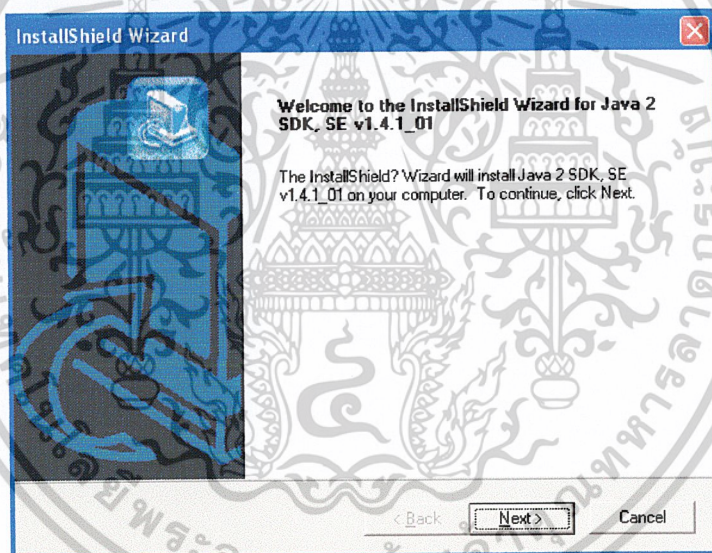 InstallShield Wizard
Welcome to the InstallShield Wizard for Java 2
SDK, SE v1.4.1_01
The InstallShield? Wizard will install Java 2 SDK, SE
v1.4.1_01 on your computer. To continue, click Next.
< Back
Next >
Cancel